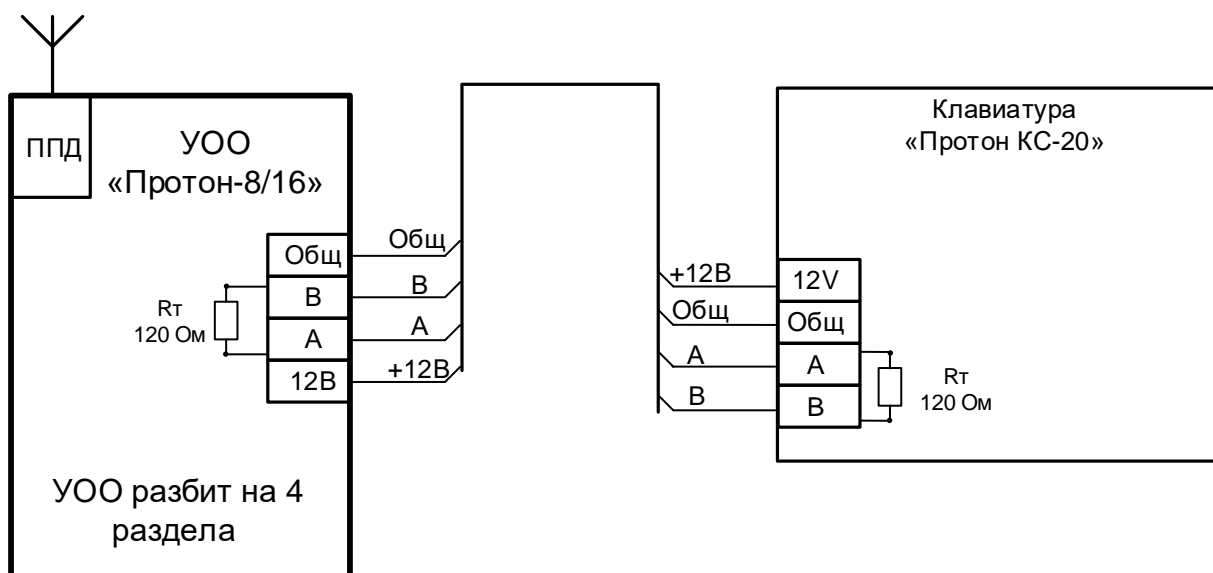 ППД
УОО
«Протон-8/16»
Общ
В
А
12В
Rт
120 Ом
Общ
В
А
+12В
УОО разбит на 4
раздела
Клавиатура
«Протон КС-20»
+12В
Общ
А
В
12V
Общ
А
В
Rт
120 Ом